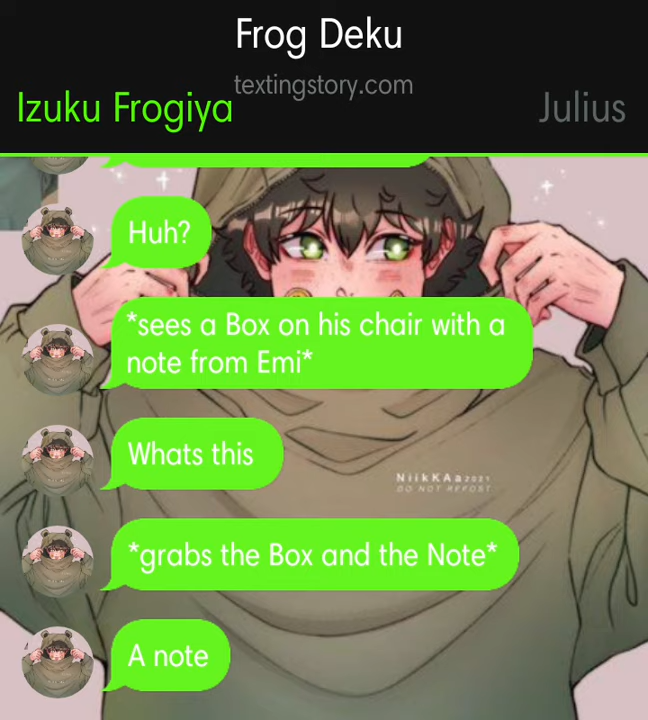 Frog Deku
textingstory.com
Izuku Frogiya
Julius
Huh?
*sees a Box on his chair with a
note from Emi*
Whats this
NiikKAa2021
DO NOT REPOST
*grabs the Box and the Note*
A note